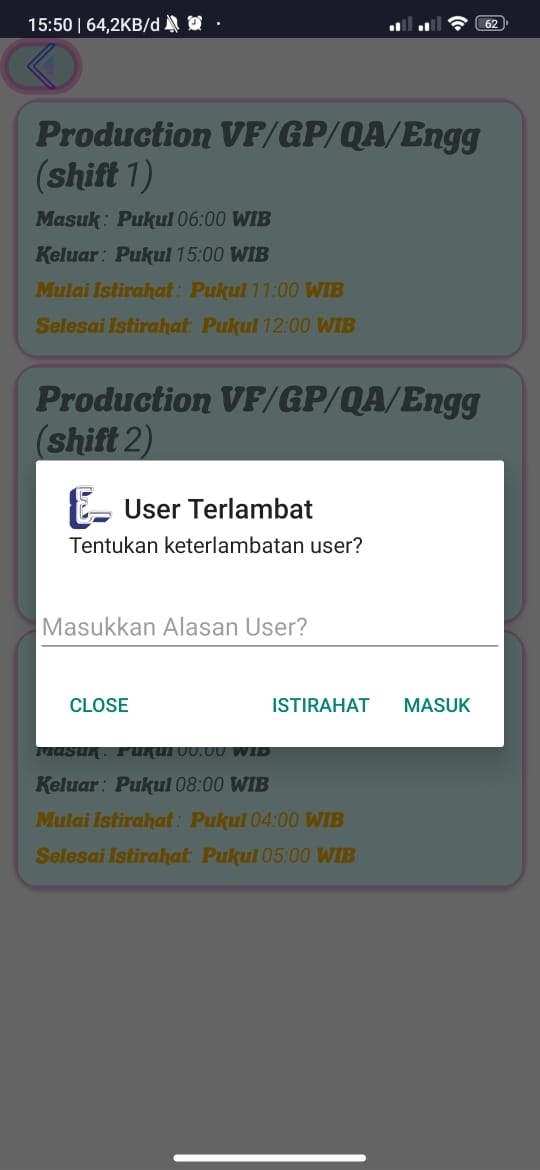 15:50 | 64,2KB/d
62
Production VF/GP/QA/Engg
(shift 1)
Masuk : Pukul 06:00 WIB
Keluar : Pukul 15:00 WIB
Mulai Istirahat : Pukul 11:00 WIB
Selesai Istirahat: Pukul 12:00 WIB
Production VF/GP/QA/Engg
(shift 2)
User Terlambat
Tentukan keterlambatan user?
Masukkan Alasan User?
CLOSE ISTIRAHAT MASUK
Masuk : Pukul 00:00 WIB
Keluar : Pukul 08:00 WIB
Mulai Istirahat : Pukul 04:00 WIB
Selesai Istirahat: Pukul 05:00 WIB